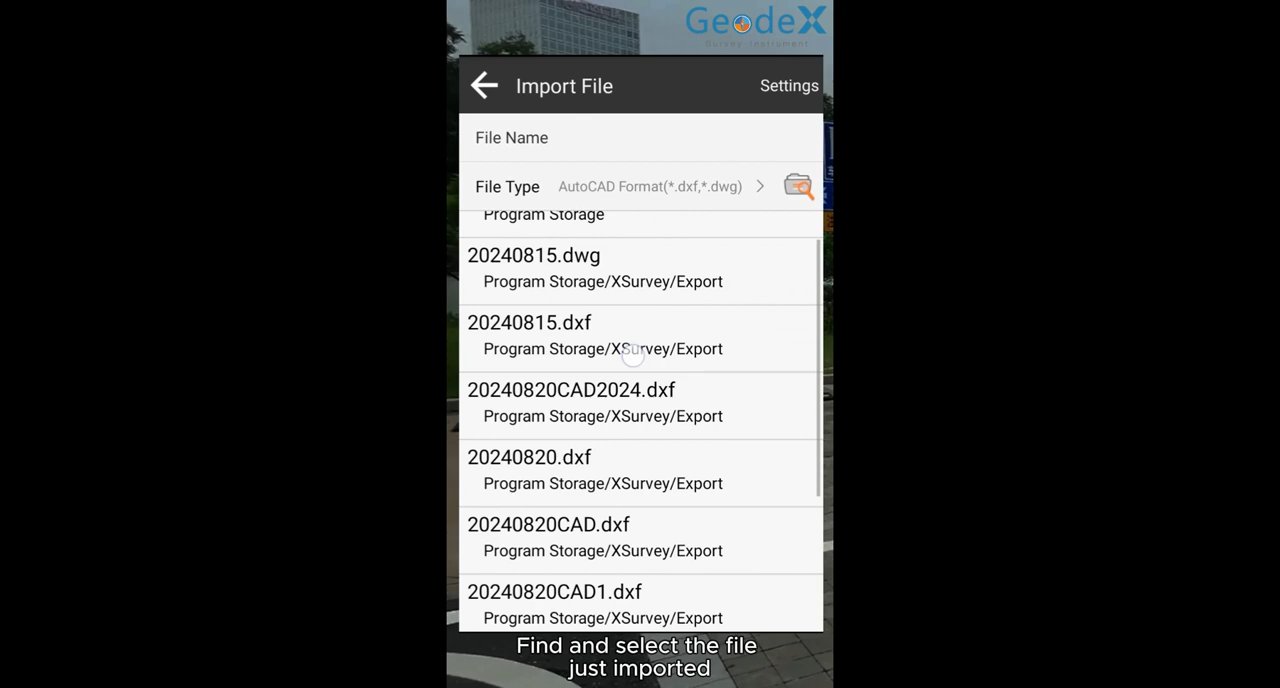 GeodeX
Survey Instrument
Import File
Settings
File Name
File Type
AutoCAD Format(*.dxf,*.dwg)
Program Storage
20240815.dwg
Program Storage/XSurvey/Export
20240815.dxf
Program Storage/XSurvey/Export
20240820CAD2024.dxf
Program Storage/XSurvey/Export
20240820.dxf
Program Storage/XSurvey/Export
20240820CAD.dxf
Program Storage/XSurvey/Export
20240820CAD1.dxf
Program Storage/XSurvey/Export
Find and select the file
just imported